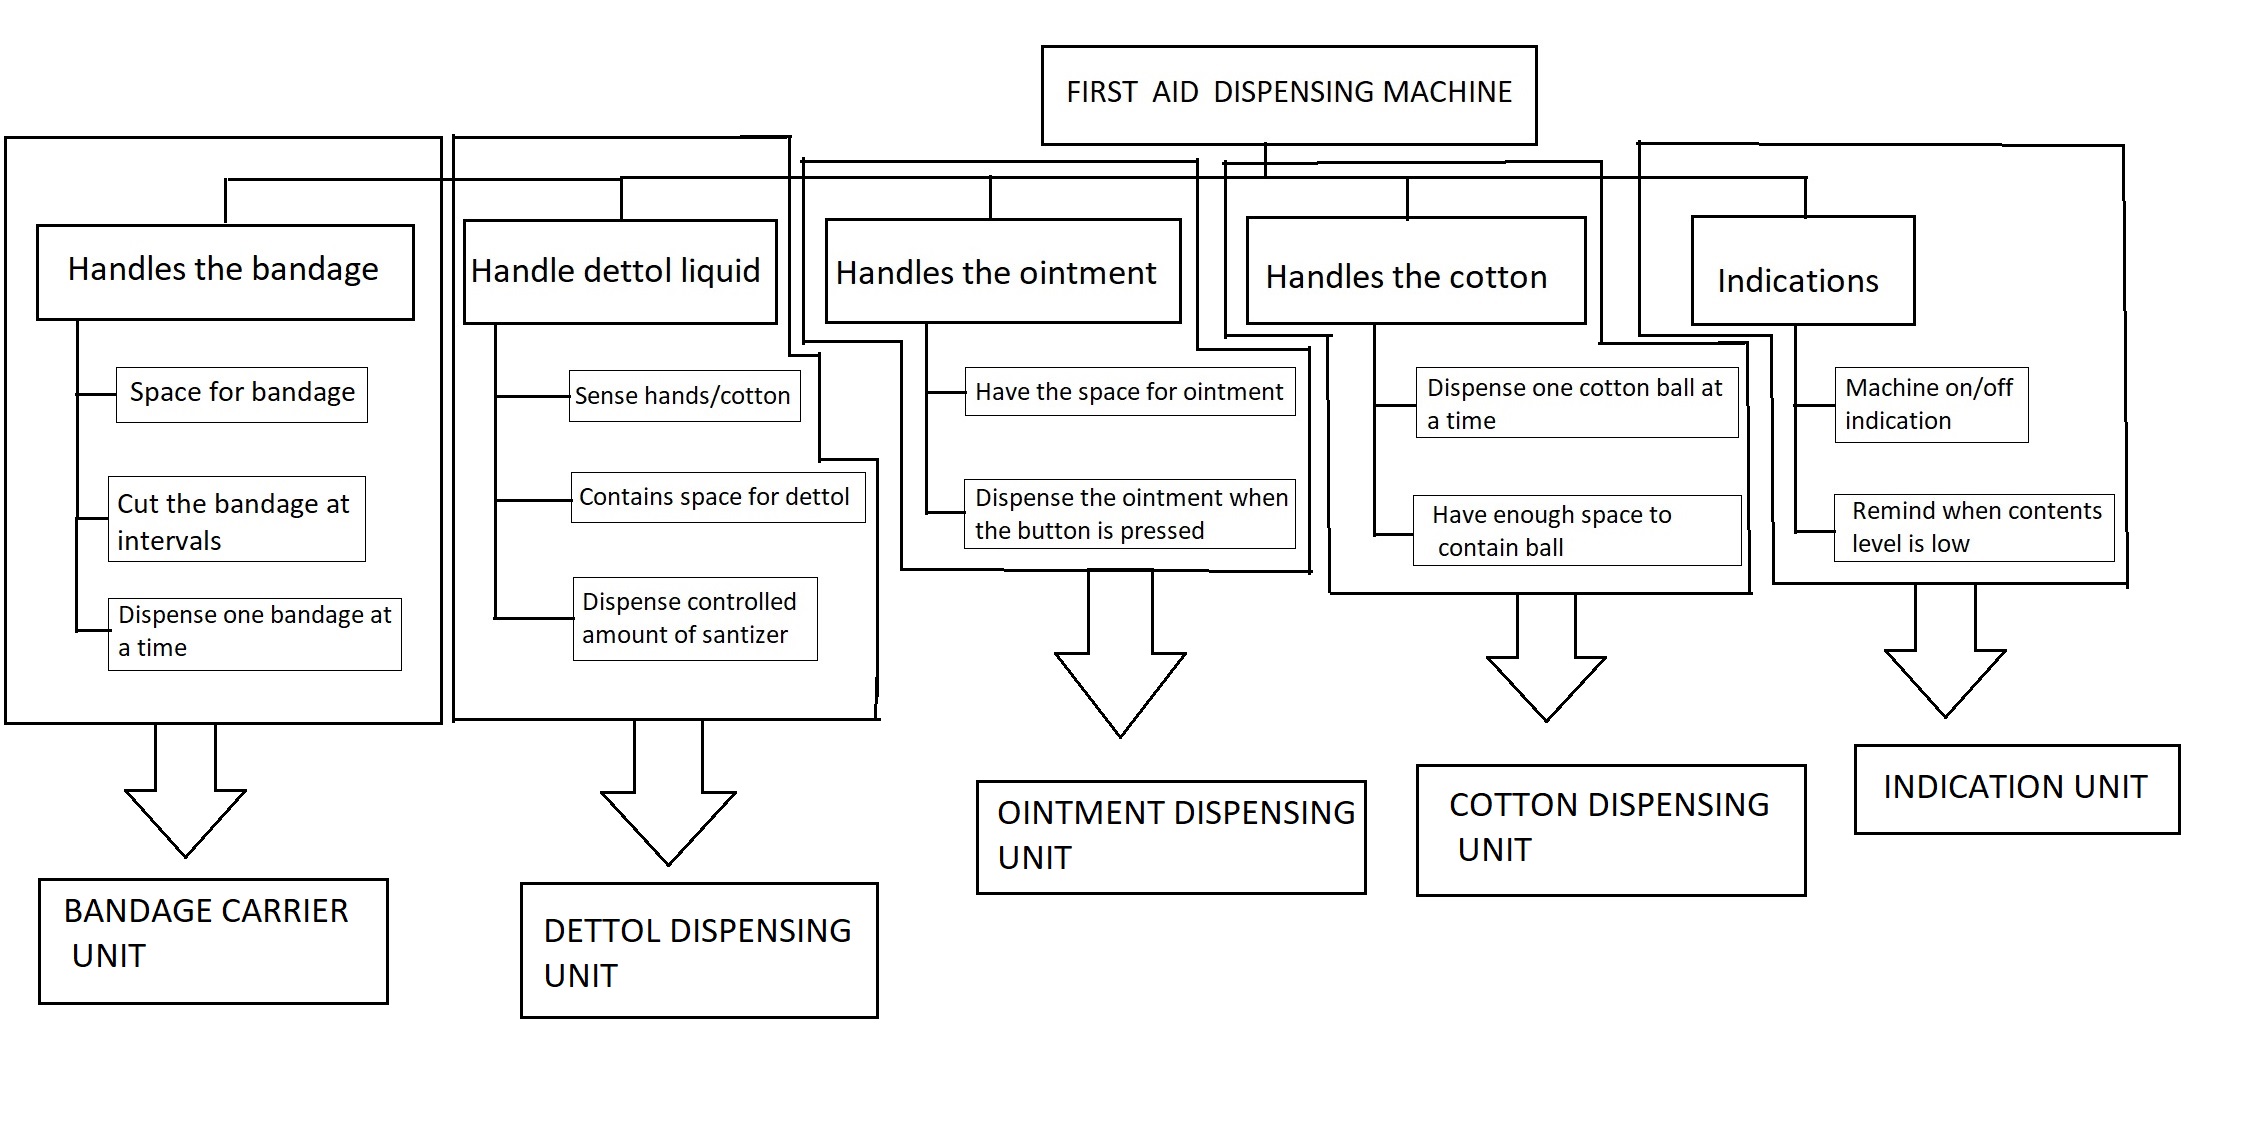 FIRST AID DISPENSING MACHINE
Handles the bandage
Space for bandage
Cut the bandage at
intervals
Dispense one bandage at
a time
BANDAGE CARRIER
UNIT
Handle dettol liquid
Sense hands/cotton
Contains space for dettol
Dispense controlled
amount of santizer
DETTOL DISPENSING
UNIT
Handles the ointment
Have the space for ointment
Dispense the ointment when
the button is pressed
OINTMENT DISPENSING
UNIT
Handles the cotton
Dispense one cotton ball at
a time
Have enough space to
contain ball
COTTON DISPENSING
UNIT
Indications
Machine on/off
indication
Remind when contents
level is low
INDICATION UNIT